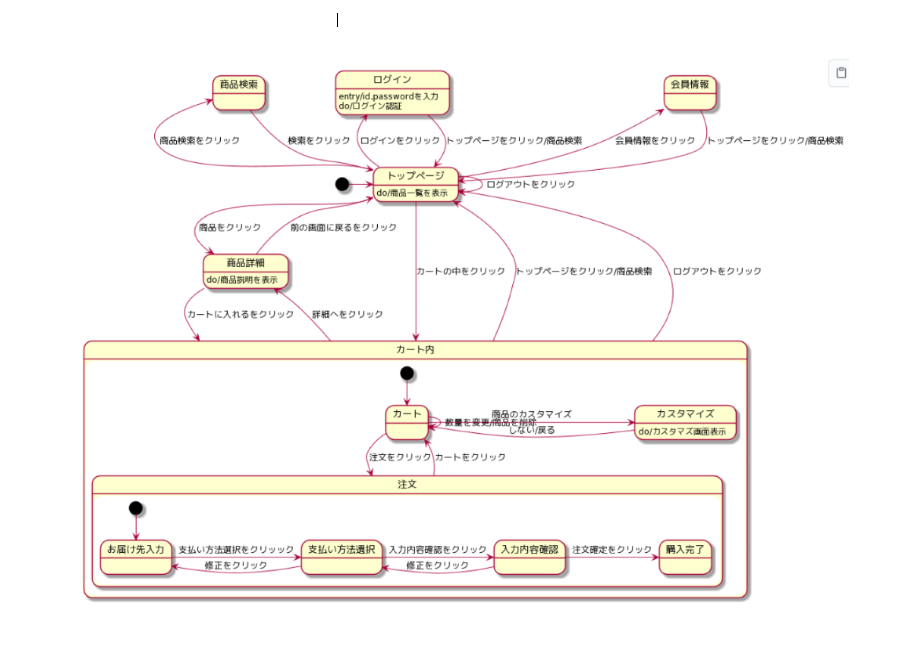 商品検索
ログイン
entry/id.passwordを入力
do/ログイン認証
会員情報
商品検索をクリック
検索をクリック
ログインをクリック
トップページをクリック/商品検索
会員情報をクリック
トップページをクリック/商品検索
トップページ
do/商品一覧を表示
ログアウトをクリック
商品をクリック
前の画面に戻るをクリック
商品詳細
do/商品説明を表示
カートの中をクリック
トップページをクリック/商品検索
ログアウトをクリック
カートに入れるをクリック
詳細へをクリック
カート内
カート
商品のカスタマイズ
数量を変更/商品を削除
しない/戻る
カスタマイズ
do/カスタマズ画面表示
注文をクリック
カートをクリック
注文
お届け先入力
支払い方法選択をクリッック
修正をクリック
支払い方法選択
入力内容確認をクリック
修正をクリック
入力内容確認
注文確定をクリック
購入完了